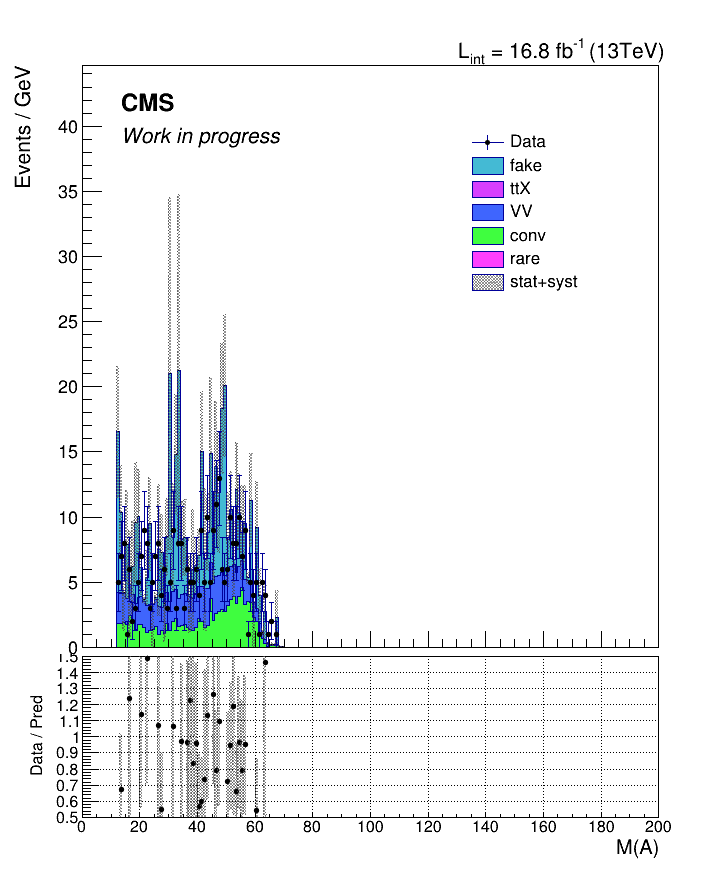 L_int = 16.8 fb^-1 (13TeV)
Events / GeV
CMS
Work in progress
Data
fake
ttX
VV
conv
rare
stat+syst
40
35
30
25
20
15
10
5
0
Data / Pred
1.5
1.4
1.3
1.2
1.1
1
0.9
0.8
0.7
0.6
0.5
0 20 40 60 80 100 120 140 160 180 200
M(A)